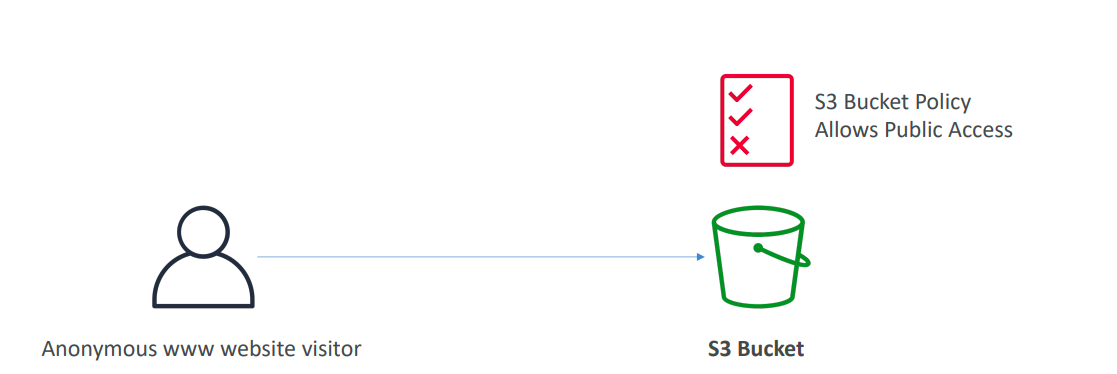 S3 Bucket Policy
Allows Public Access
Anonymous www website visitor
S3 Bucket